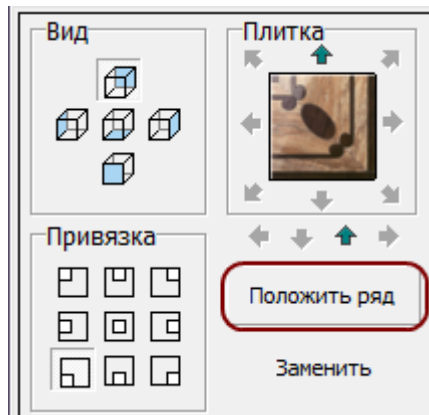 Вид
Плитка
Привязка
Положить ряд
Заменить